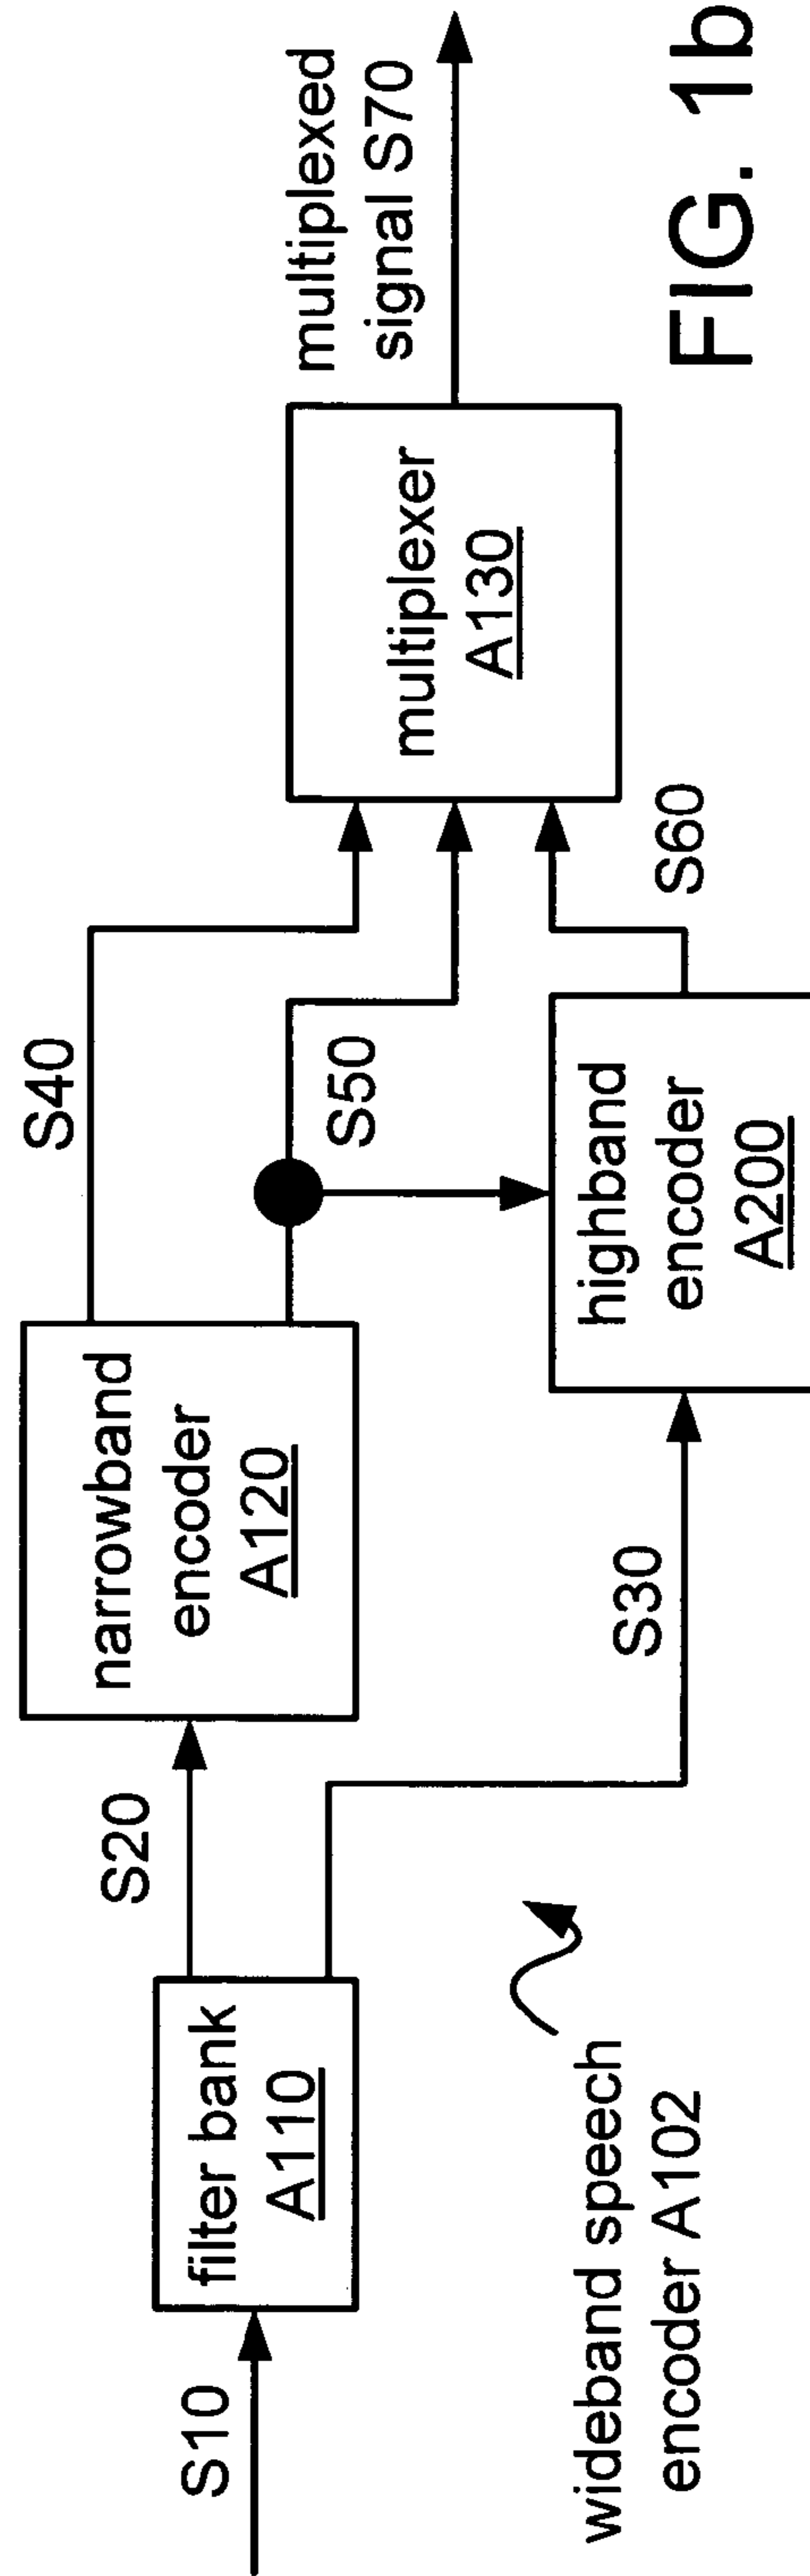 S10
filter bank
A110
S20
S30
narrowband
encoder
A120
S40
S50
highband
encoder
A200
S60
multiplexer
A130
multiplexed
signal S70
wideband speech
encoder A102
FIG. 1b